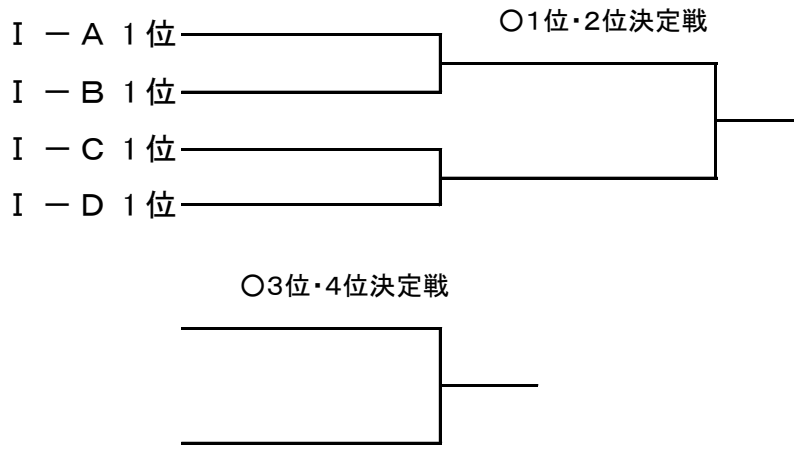 ○1位・2位決定戦
Ⅰ －A 1位
Ⅰ －B 1位
Ⅰ －C 1位
Ⅰ －D 1位
○3位・4位決定戦